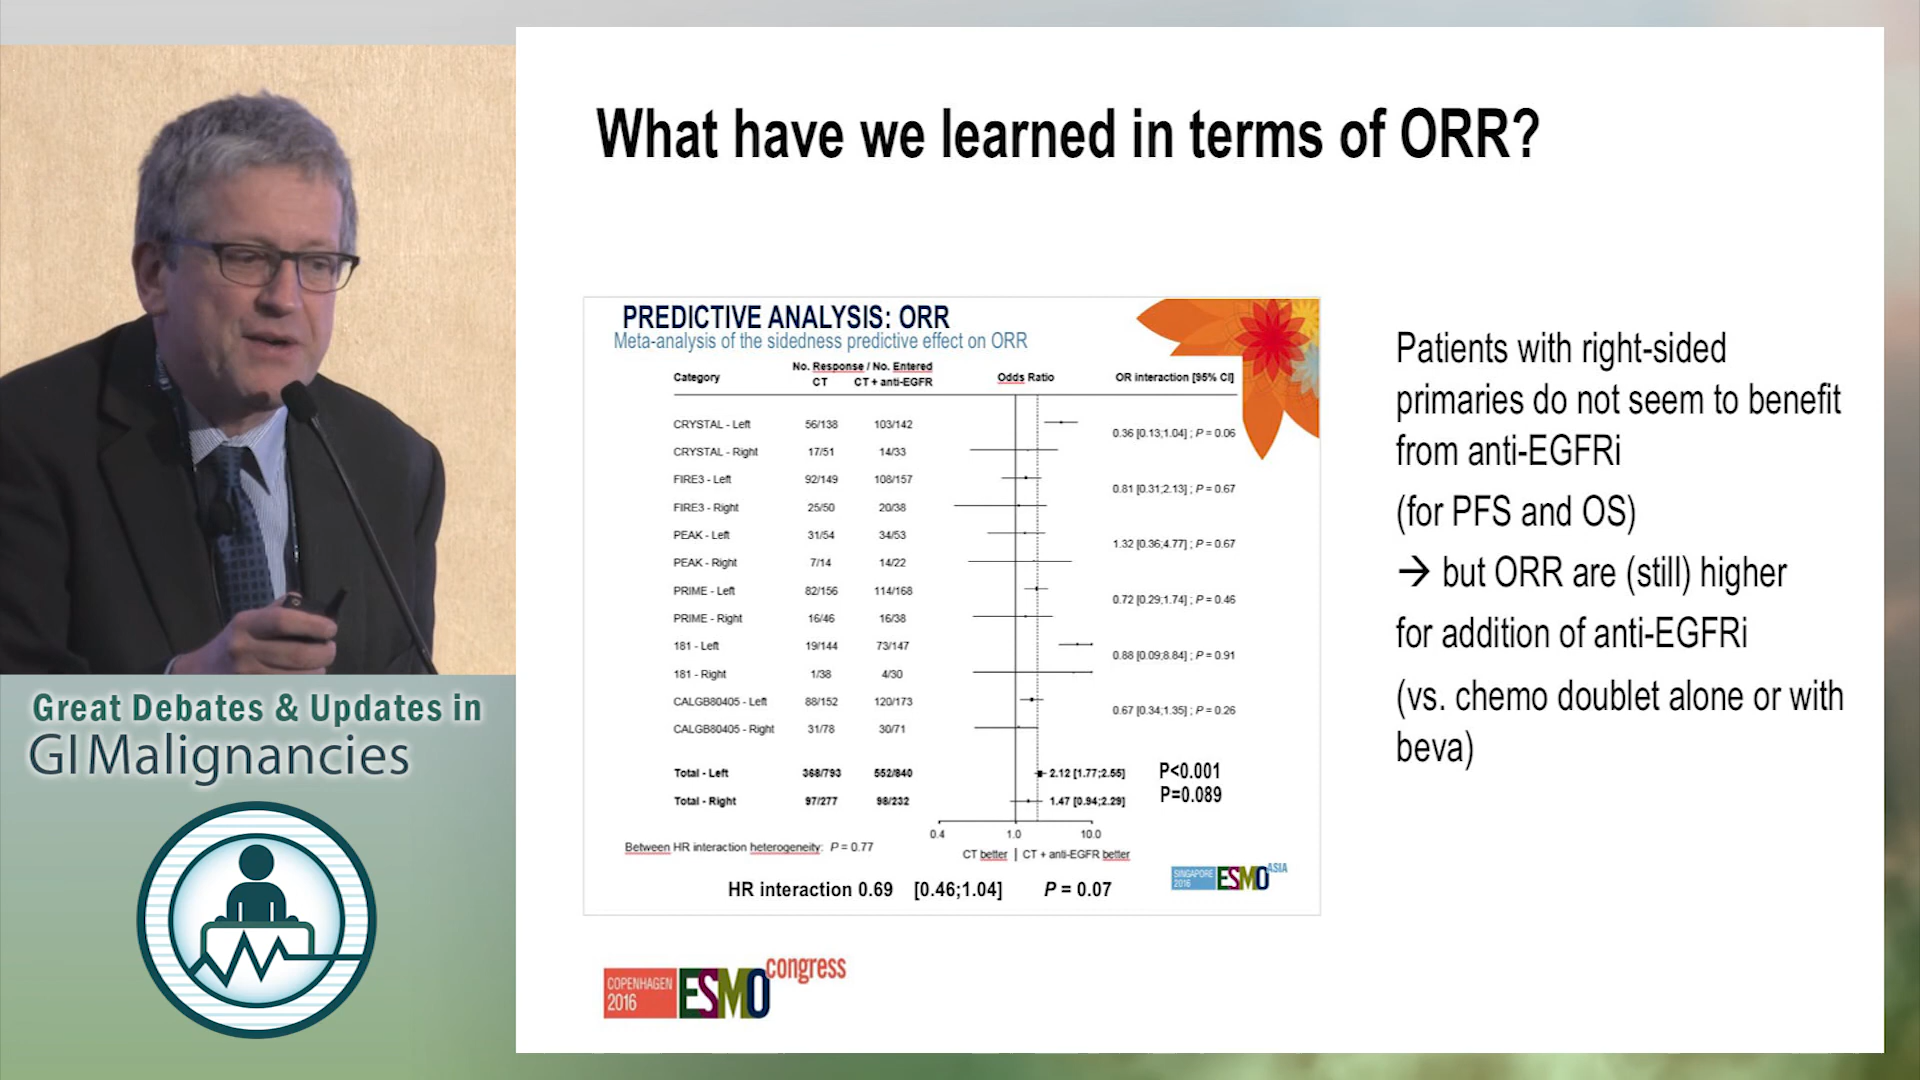 What have we learned in terms of ORR?
PREDICTIVE ANALYSIS: ORR
Meta-analysis of the sidedness predictive effect on ORR
No. Response / No. Entered
Category CT CT + anti-EGFR Odds Ratio OR interaction [95% CI]
CRYSTAL - Left 56/138 103/142
0.36 [0.13;1.04] ; P = 0.06
CRYSTAL - Right 17/51 14/33
FIRE3 - Left 92/149 108/157
0.81 [0.31;2.13] ; P = 0.67
FIRE3 - Right 25/50 20/38
PEAK - Left 31/54 34/53
1.32 [0.36;4.77] ; P = 0.67
PEAK - Right 7/14 14/22
PRIME - Left 82/156 114/168
0.72 [0.29;1.74] ; P = 0.46
PRIME - Right 16/46 16/38
181 - Left 19/144 73/147
0.88 [0.09;8.84] ; P = 0.91
181 - Right 1/38 4/30
CALGB80405 - Left 88/152 120/173
0.67 [0.34;1.35] ; P = 0.26
CALGB80405 - Right 31/78 30/71
Total - Left 368/793 552/840 2.12 [1.77;2.55] P<0.001
Total - Right 97/277 98/232 1.47 [0.94;2.29] P=0.089
0.4 1.0 10.0
Between HR interaction heterogeneity: P = 0.77
CT better | CT + anti-EGFR better
HR interaction 0.69 [0.46;1.04] P = 0.07
SINGAPORE
2016
ESMO ASIA
Patients with right-sided
primaries do not seem to benefit
from anti-EGFRi
(for PFS and OS)
→ but ORR are (still) higher
for addition of anti-EGFRi
(vs. chemo doublet alone or with
beva)
COPENHAGEN
2016
ESMO congress
Great Debates & Updates in
GI Malignancies